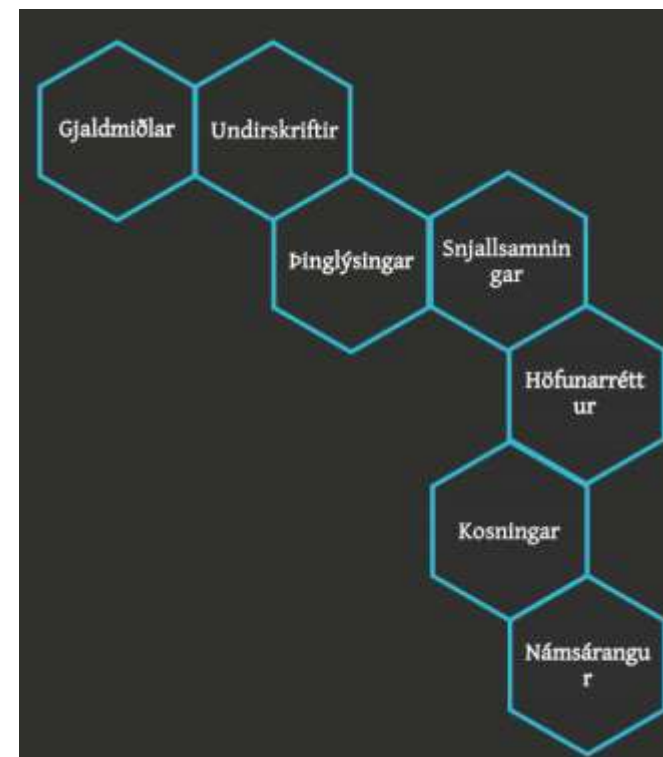 Gjaldmiðlar
Undirskriftir
Þinglýsingar
Snjallsamnin
gar
Höfunarrétt
ur
Kosningar
Námsárangu
r